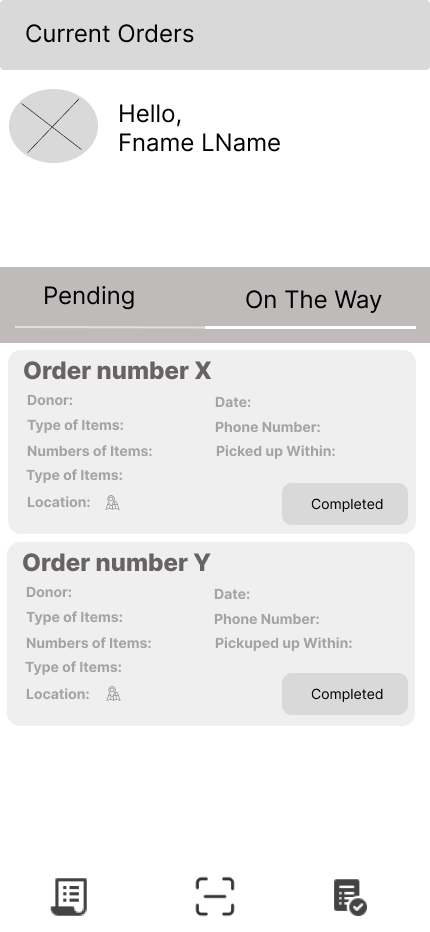 Current Orders
Hello,
Fname LName
Pending
On The Way
Order number X
Donor:
Date:
Type of Items:
Phone Number:
Numbers of Items:
Picked up Within:
Type of Items:
Location:
Completed
Order number Y
Donor:
Date:
Type of Items:
Phone Number:
Numbers of Items:
Pickuped up Within:
Type of Items:
Location:
Completed